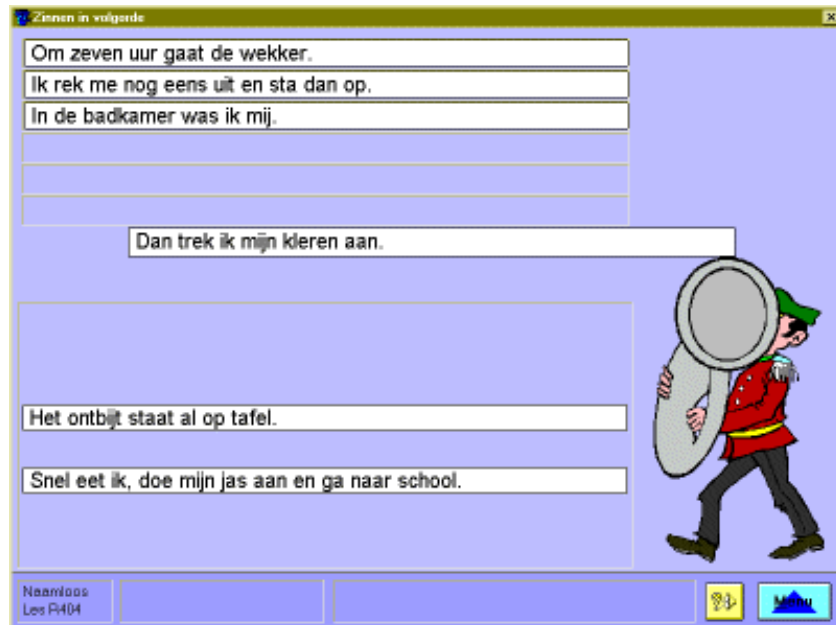 Zinnen in volgorde
Om zeven uur gaat de wekker.
Ik rek me nog eens uit en sta dan op.
In de badkamer was ik mij.
Dan trek ik mijn kleren aan.
Het ontbijt staat al op tafel.
Snel eet ik, doe mijn jas aan en ga naar school.
Naamloos
Les R404
Menu